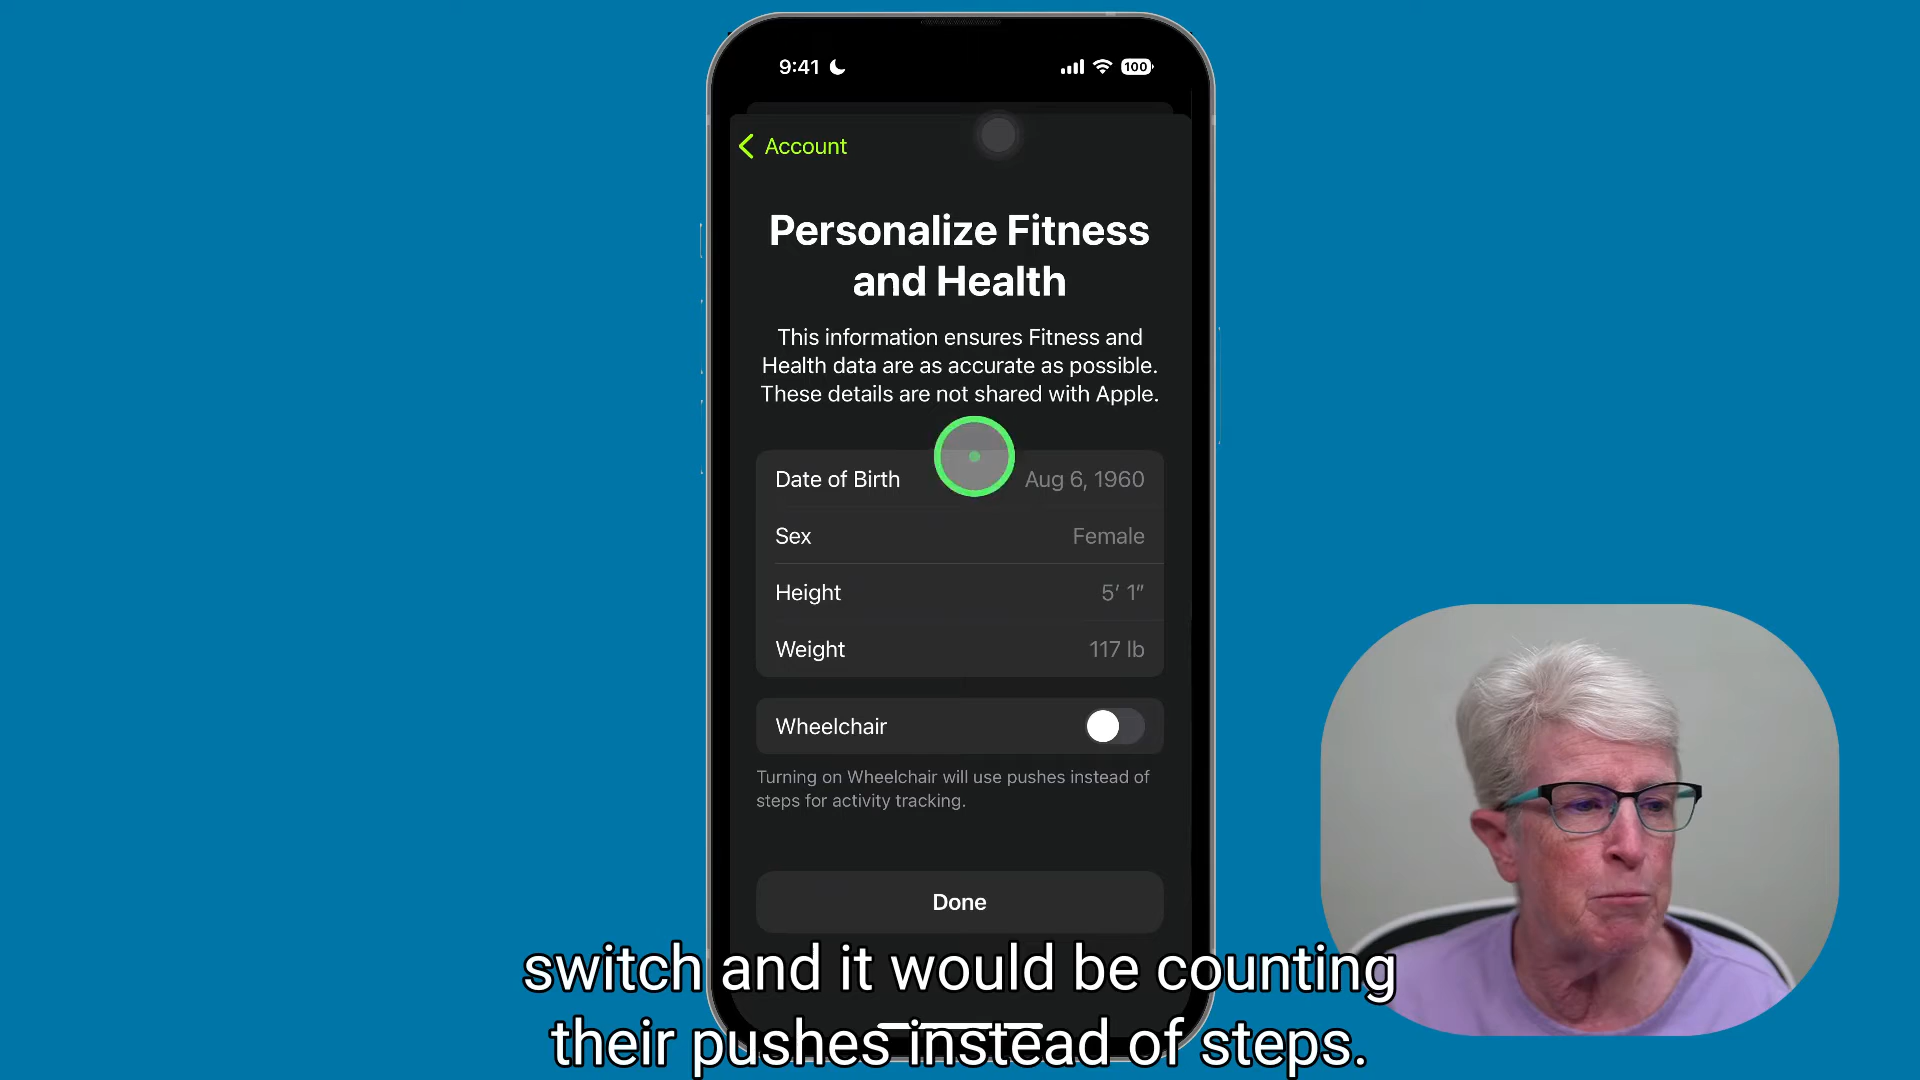 9:41
100
Account
Personalize Fitness
and Health
This information ensures Fitness and
Health data are as accurate as possible.
These details are not shared with Apple.
Date of Birth Aug 6, 1960
Sex Female
Height 5′ 1″
Weight 117 lb
Wheelchair
Turning on Wheelchair will use pushes instead of
steps for activity tracking.
Done
switch and it would be counting
their pushes instead of steps.